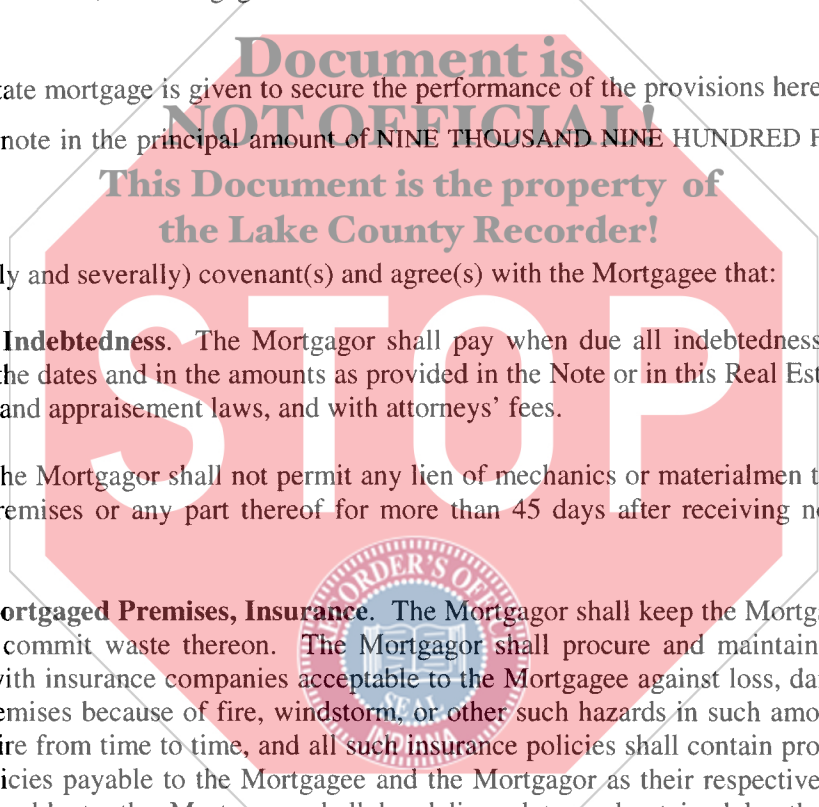 Document is
tate mortgage is given to secure the performance of the provisions here
NOT OFFICIAL!
note in the principal amount of NINE THOUSAND NINE HUNDRED F
This Document is the property of
the Lake County Recorder!
ly and severally) covenant(s) and agree(s) with the Mortgagee that:
STOP
Indebtedness. The Mortgagor shall pay when due all indebtedness
the dates and in the amounts as provided in the Note or in this Real Est
and appraisement laws, and with attorneys' fees.
he Mortgagor shall not permit any lien of mechanics or materialmen t
remises or any part thereof for more than 45 days after receiving no
ortgaged Premises, Insurance. The Mortgagor shall keep the Mortga
commit waste thereon. The Mortgagor shall procure and maintain
vith insurance companies acceptable to the Mortgagee against loss, da
emises because of fire, windstorm, or other such hazards in such amo
ire from time to time, and all such insurance policies shall contain pro
icies payable to the Mortgagee and the Mortgagor as their respective
ORDER'S OFFICE
SEAL
INDIANA